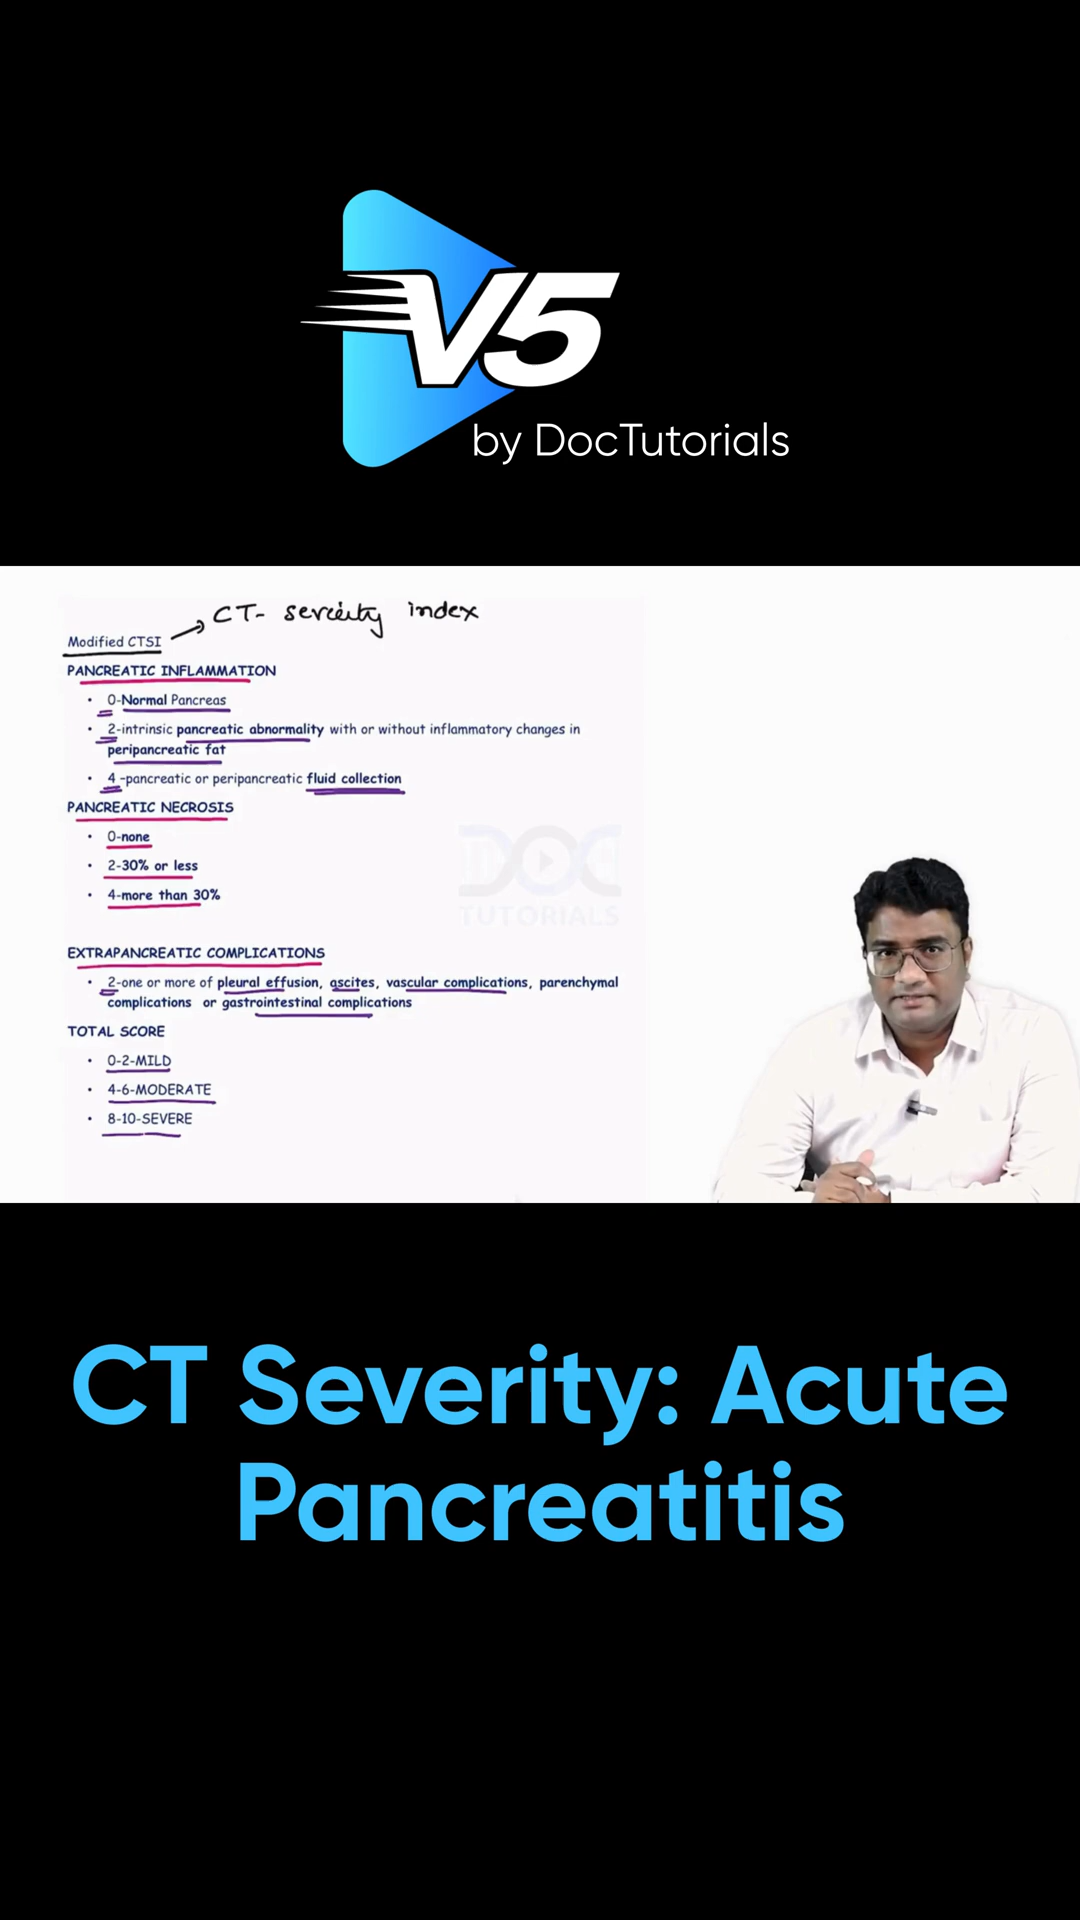 V5
by DocTutorials
CT- severity index
Modified CTSI
PANCREATIC INFLAMMATION
• 0-Normal Pancreas
• 2-intrinsic pancreatic abnormality with or without inflammatory changes in
peripancreatic fat
• 4 -pancreatic or peripancreatic fluid collection
PANCREATIC NECROSIS
• 0-none
• 2-30% or less
• 4-more than 30%
DOC
TUTORIALS
EXTRAPANCREATIC COMPLICATIONS
• 2-one or more of pleural effusion, ascites, vascular complications, parenchymal
complications or gastrointestinal complications
TOTAL SCORE
• 0-2-MILD
• 4-6-MODERATE
• 8-10-SEVERE
CT Severity: Acute
Pancreatitis